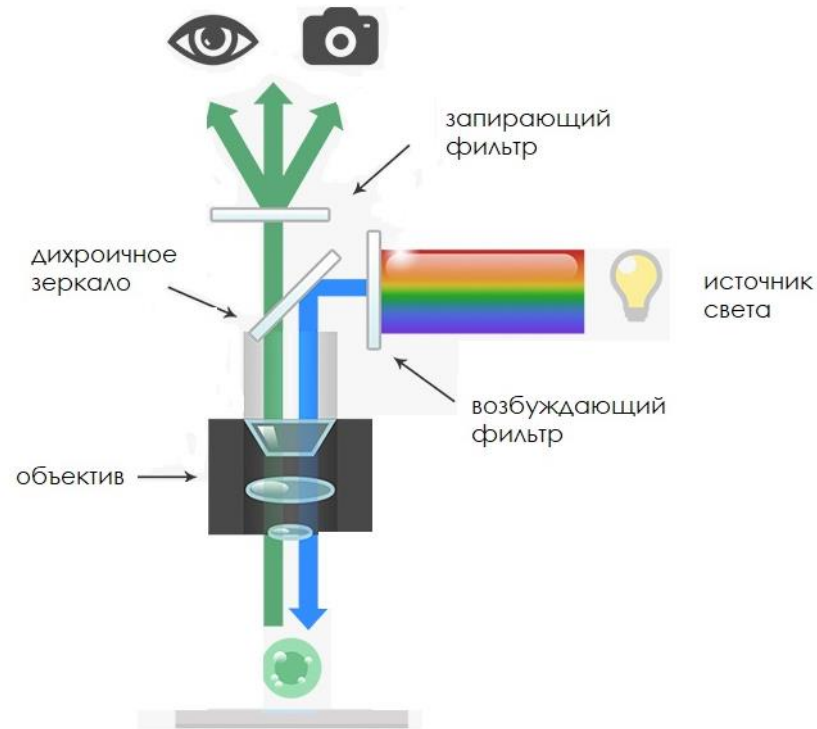 запирающий
фильтр
дихроичное
зеркало
источник
света
возбуждающий
фильтр
объектив